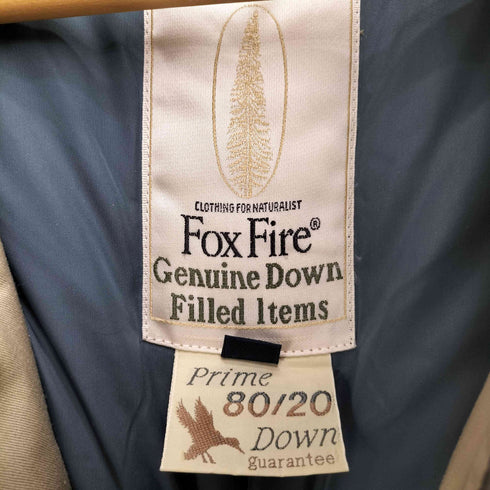 CLOTHING FOR NATURALIST
Fox Fire®
Genuine Down
Filled Items
Prime
80/20
Down
guarantee